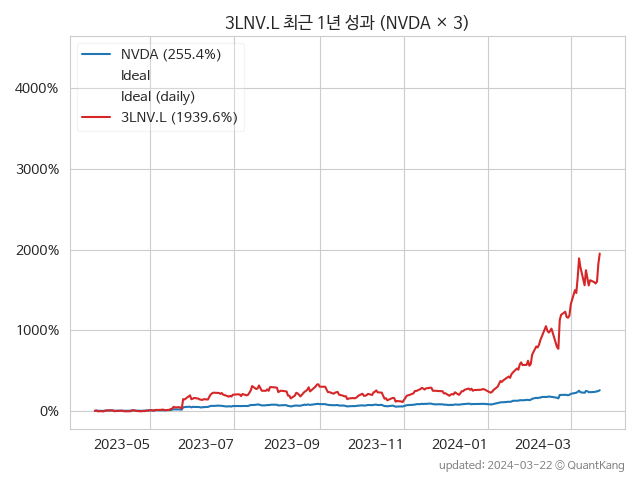 3LNV.L 최근 1년 성과 (NVDA × 3)
NVDA (255.4%)
Ideal
Ideal (daily)
3LNV.L (1939.6%)
4000%
3000%
2000%
1000%
0%
2023-05 2023-07 2023-09 2023-11 2024-01 2024-03
updated: 2024-03-22 ⓒ QuantKang